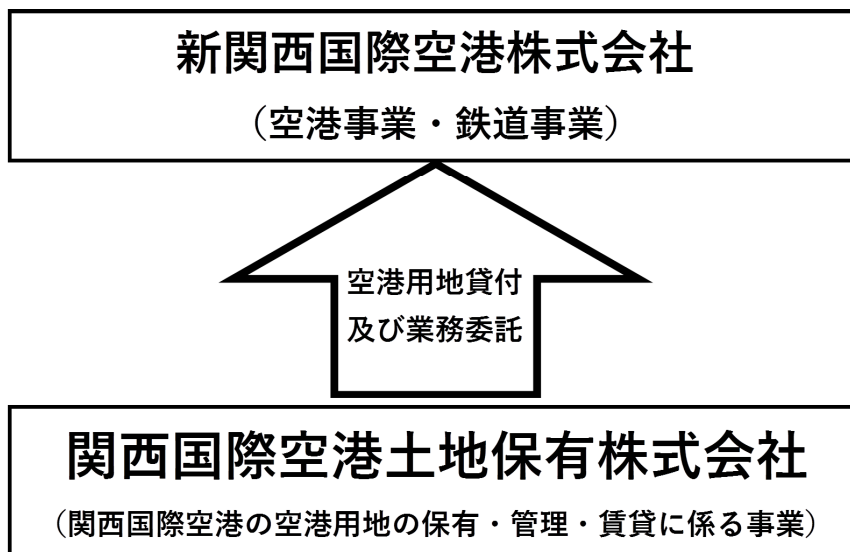 新関西国際空港株式会社
（空港事業・鉄道事業）
空港用地貸付
及び業務委託
関西国際空港土地保有株式会社
（関西国際空港の空港用地の保有・管理・賃貸に係る事業）